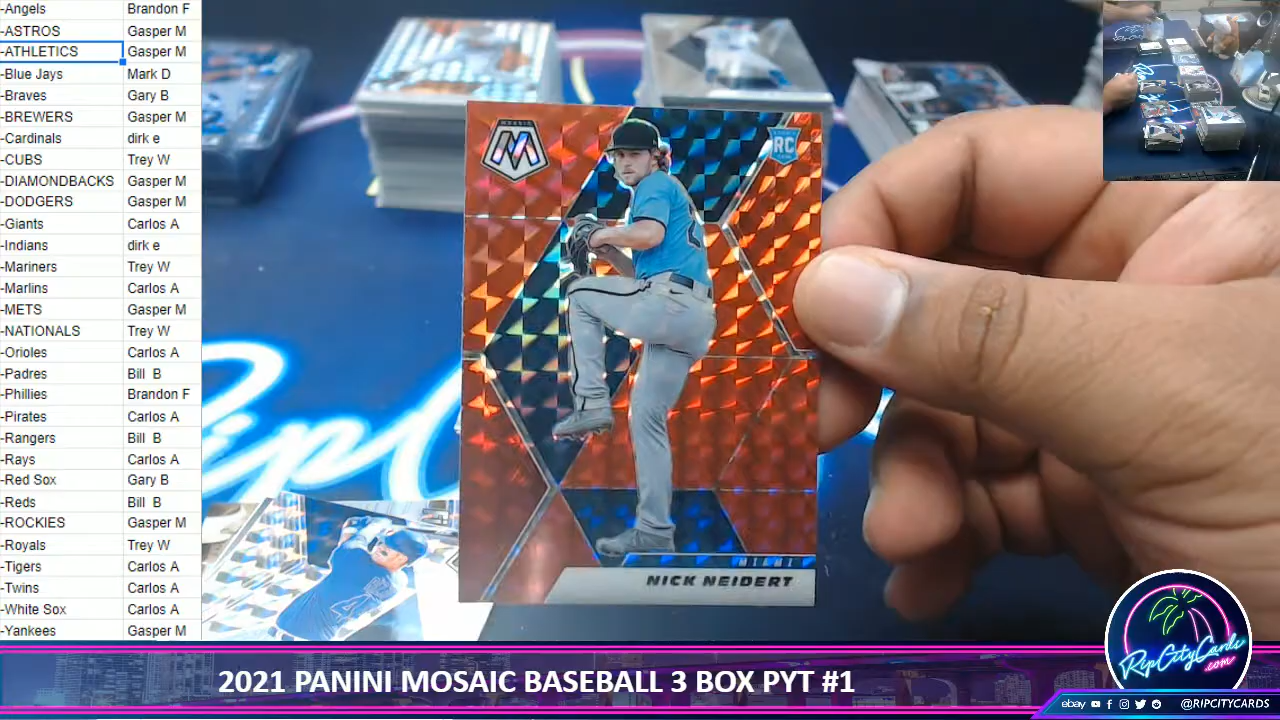 -Angels Brandon F
-ASTROS Gasper M
-ATHLETICS Gasper M
-Blue Jays Mark D
-Braves Gary B
-BREWERS Gasper M
-Cardinals dirk e
-CUBS Trey W
-DIAMONDBACKS Gasper M
-DODGERS Gasper M
-Giants Carlos A
-Indians dirk e
-Mariners Trey W
-Marlins Carlos A
-METS Gasper M
-NATIONALS Trey W
-Orioles Carlos A
-Padres Bill B
-Phillies Brandon F
-Pirates Carlos A
-Rangers Bill B
-Rays Carlos A
-Red Sox Gary B
-Reds Bill B
-ROCKIES Gasper M
-Royals Trey W
-Tigers Carlos A
-Twins Carlos A
-White Sox Carlos A
-Yankees Gasper M
MOSAIC
M
RC
MIAMI
NICK NEIDERT
RipCityCards
.com
2021 PANINI MOSAIC BASEBALL 3 BOX PYT #1
ebay @RIPCITYCARDS